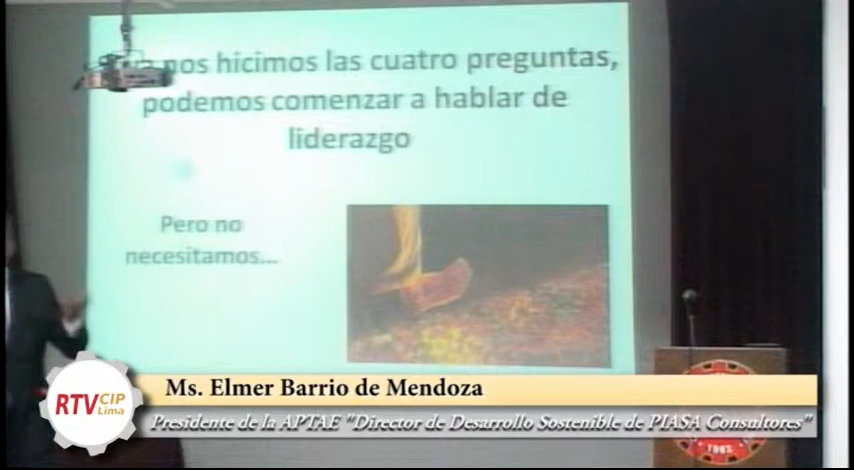 nos hicimos las cuatro preguntas,
podemos comenzar a hablar de
liderazgo
Pero no
necesitamos...
RTV CIP
Lima
Ms. Elmer Barrio de Mendoza
Presidente de la APTAE "Director de Desarrollo Sostenible de PIASA Consultores"
1962